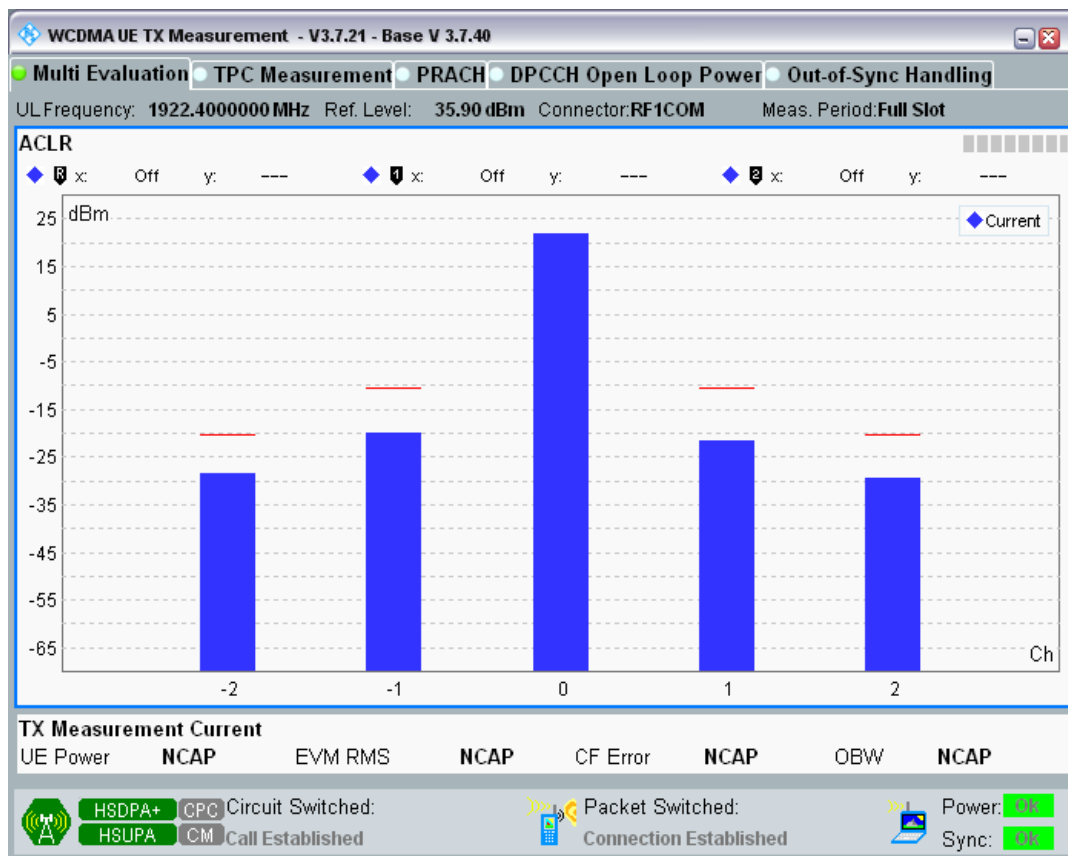 WCDMA UE TX Measurement - V3.7.21 - Base V 3.7.40
Multi Evaluation TPC Measurement PRACH DPCCH Open Loop Power Out-of-Sync Handling
UL Frequency: 1922.4000000 MHz Ref. Level: 35.90 dBm Connector:RF1COM Meas. Period:Full Slot
ACLR
R x: Off y: --- 1 x: Off y: --- 2 x: Off y: ---
dBm
Current
25
15
5
-5
-15
-25
-35
-45
-55
-65
Ch
-2 -1 0 1 2
TX Measurement Current
UE Power NCAP EVM RMS NCAP CF Error NCAP OBW NCAP
HSDPA+ CPC Circuit Switched: Packet Switched: Power: OK
HSUPA CM Call Established Connection Established Sync: OK